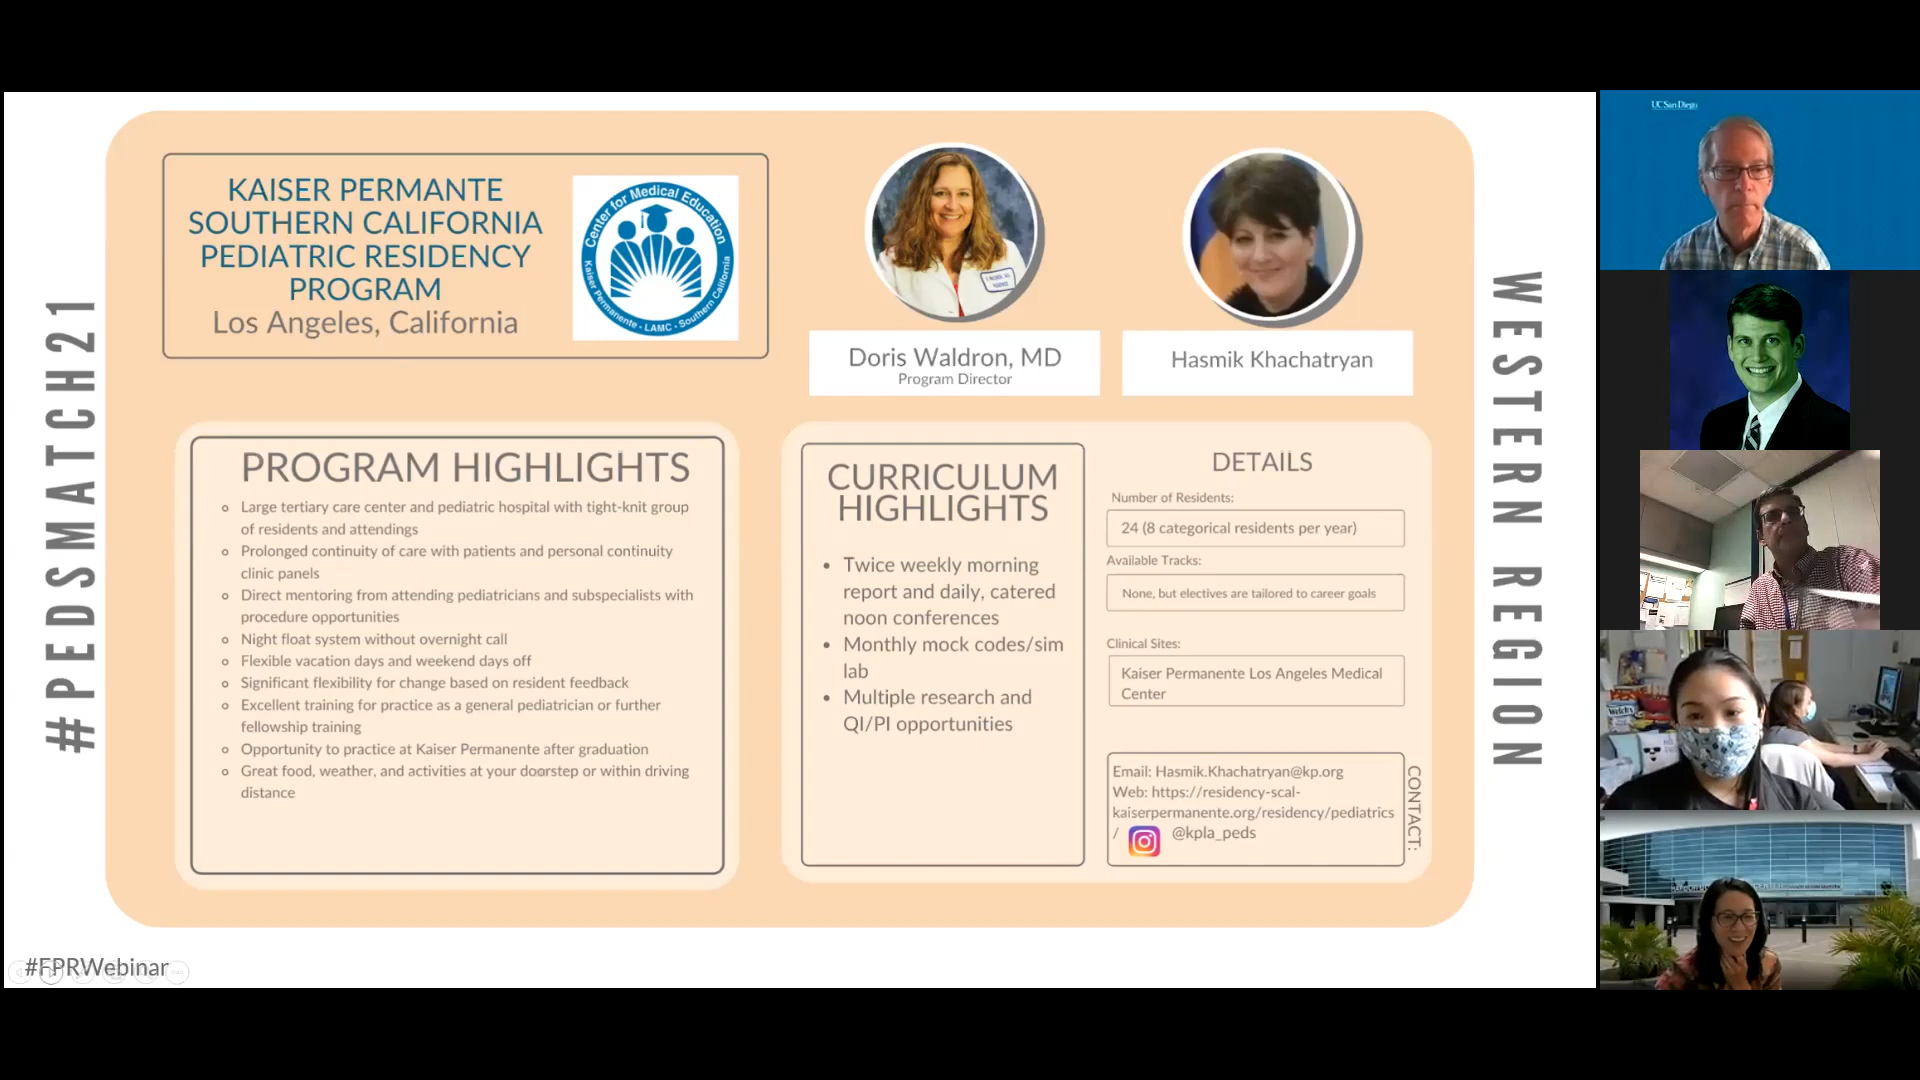 #PEDSMATCH21
KAISER PERMANTE
SOUTHERN CALIFORNIA
PEDIATRIC RESIDENCY
PROGRAM
Los Angeles, California
Center for Medical Education
Kaiser Permanente - LAMC - Southern California
Doris Waldron, MD
Program Director
Hasmik Khachatryan
PROGRAM HIGHLIGHTS
Large tertiary care center and pediatric hospital with tight-knit group
of residents and attendings
Prolonged continuity of care with patients and personal continuity
clinic panels
Direct mentoring from attending pediatricians and subspecialists with
procedure opportunities
Night float system without overnight call
Flexible vacation days and weekend days off
Significant flexibility for change based on resident feedback
Excellent training for practice as a general pediatrician or further
fellowship training
Opportunity to practice at Kaiser Permanente after graduation
Great food, weather, and activities at your doorstep or within driving
distance
CURRICULUM
HIGHLIGHTS
• Twice weekly morning
report and daily, catered
noon conferences
• Monthly mock codes/sim
lab
• Multiple research and
QI/PI opportunities
DETAILS
Number of Residents:
24 (8 categorical residents per year)
Available Tracks:
None, but electives are tailored to career goals
Clinical Sites:
Kaiser Permanente Los Angeles Medical
Center
CONTACT:
Email: Hasmik.Khachatryan@kp.org
Web: https://residency-scal-
kaiserpermanente.org/residency/pediatrics
/ @kpla_peds
WESTERN REGION
#FPRWebinar
UC San Diego
Welch's